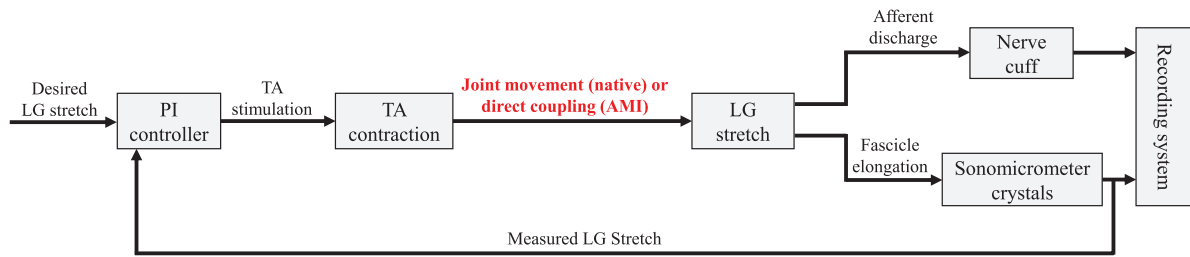 Desired
LG stretch
PI
controller
TA
stimulation
TA
contraction
Joint movement (native) or
direct coupling (AMI)
LG
stretch
Afferent
discharge
Nerve
cuff
Fascicle
elongation
Sonomicrometer
crystals
Recording system
Measured LG Stretch